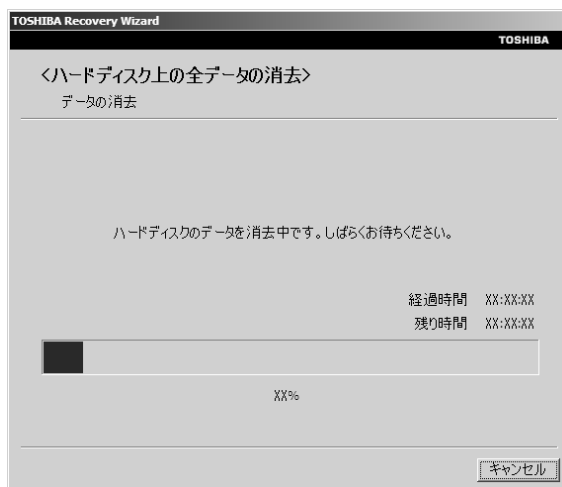 TOSHIBA Recovery Wizard
TOSHIBA
<ハードディスク上の全データの消去>
データの消去
ハードディスクのデータを消去中です。しばらくお待ちください。
経過時間 XX:XX:XX
残り時間 XX:XX:XX
XX%
キャンセル